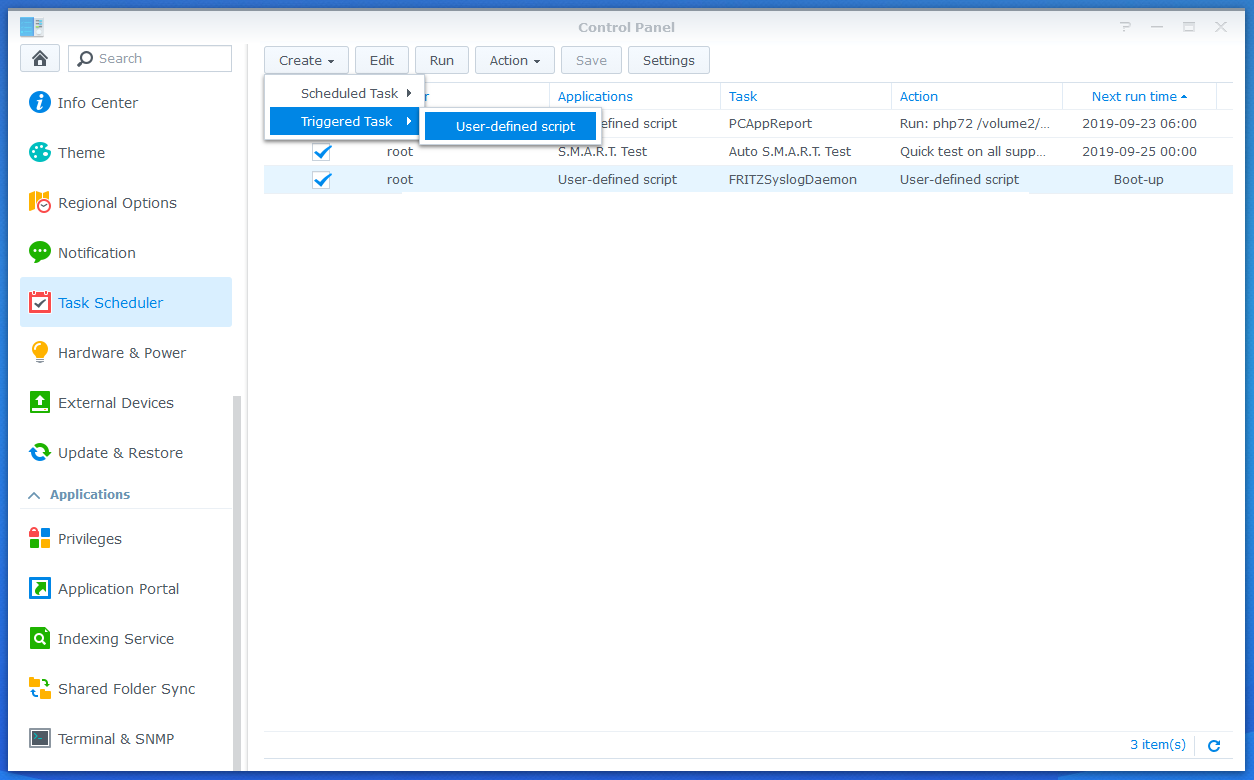 Control Panel
Search
Create Edit Run Action Save Settings
Info Center
Theme
Regional Options
Notification
Task Scheduler
Hardware & Power
External Devices
Update & Restore
Applications
Privileges
Application Portal
Indexing Service
Shared Folder Sync
Terminal & SNMP
Scheduled Task
Triggered Task
User-defined script
Applications Task Action Next run time
script PCAppReport Run: php72 /volume2/... 2019-09-23 06:00
root S.M.A.R.T. Test Auto S.M.A.R.T. Test Quick test on all supp... 2019-09-25 00:00
root User-defined script FRITZSyslogDaemon User-defined script Boot-up
3 item(s)